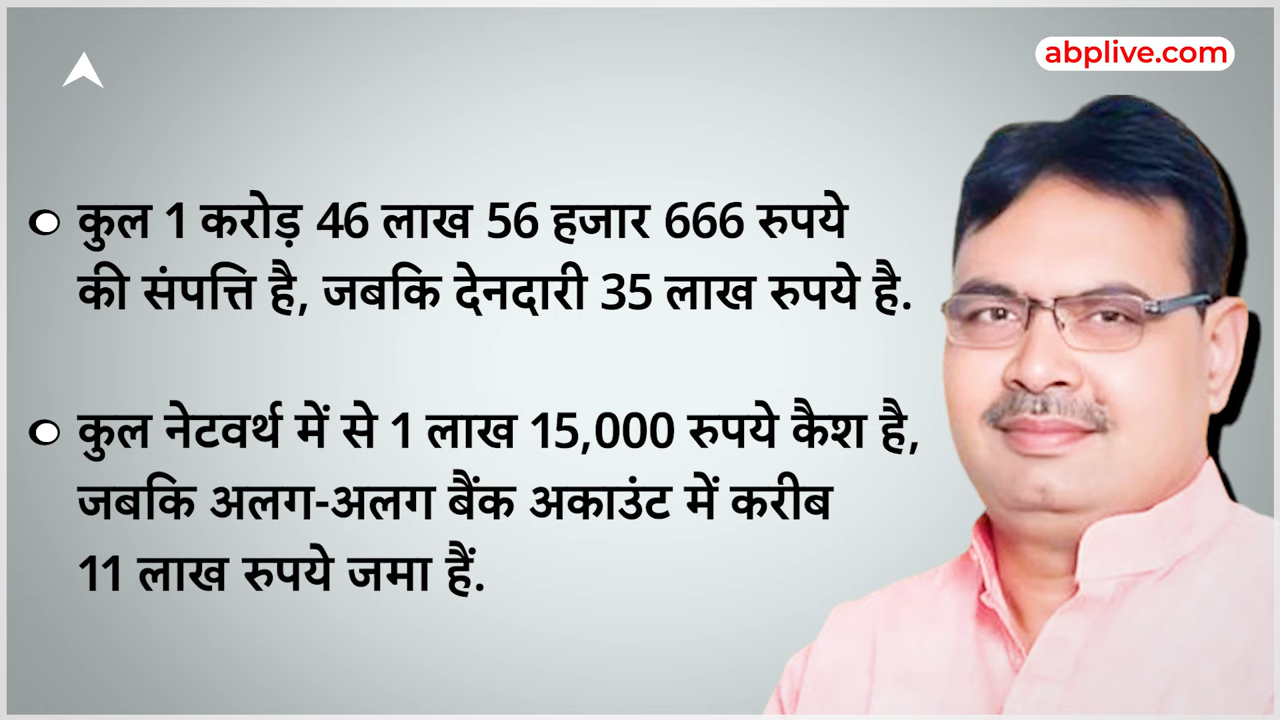 abplive.com
कुल 1 करोड़ 46 लाख 56 हजार 666 रुपये
की संपत्ति है, जबकि देनदारी 35 लाख रुपये है.
कुल नेटवर्थ में से 1 लाख 15,000 रुपये कैश है,
जबकि अलग-अलग बैंक अकाउंट में करीब
11 लाख रुपये जमा हैं.